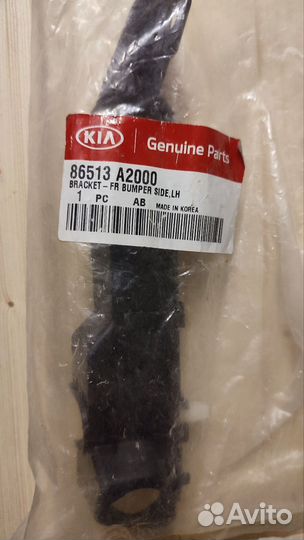 KIA Genuine Parts
86513 A2000
BRACKET - FR BUMPER SIDE,LH
1 PC AB MADE IN KOREA
Avito